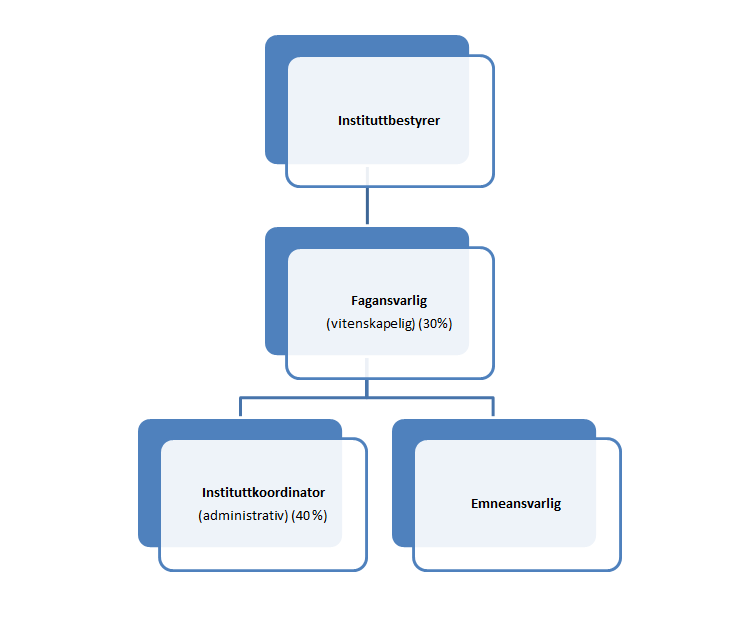 Instituttbestyrer
Fagansvarlig
(vitenskapelig) (30%)
Instituttkoordinator
(administrativ) (40%)
Emneansvarlig